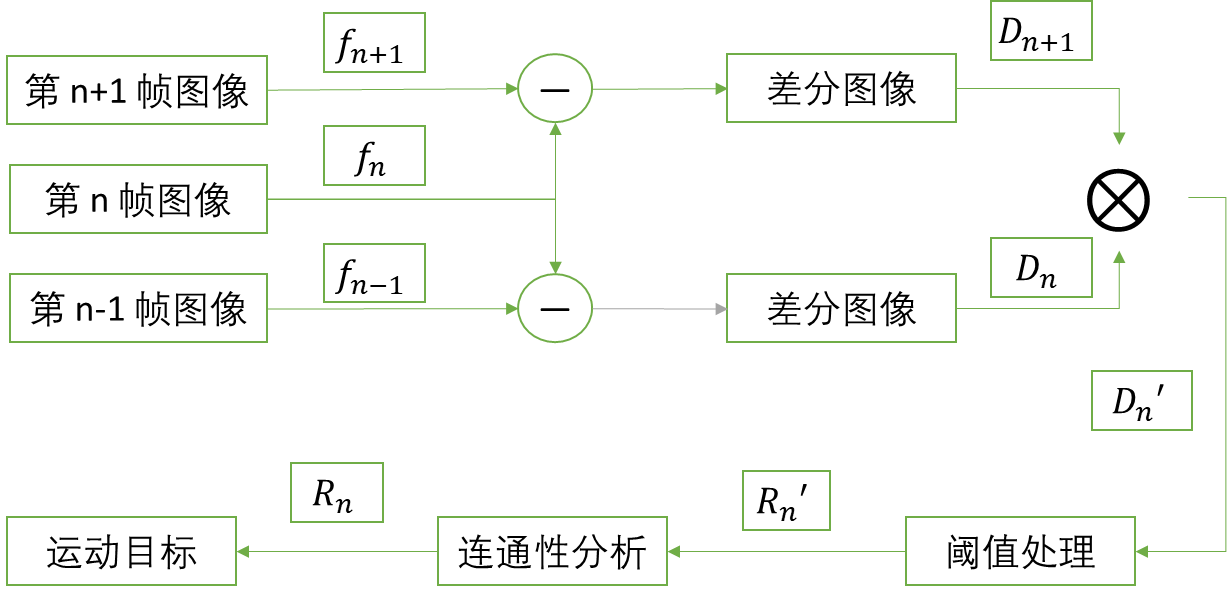 第 n+1 帧图像
f_{n+1}
−
差分图像
D_{n+1}
第 n 帧图像
f_n
第 n-1 帧图像
f_{n−1}
−
差分图像
D_n
D_n′
运动目标
R_n
连通性分析
R_n′
阈值处理